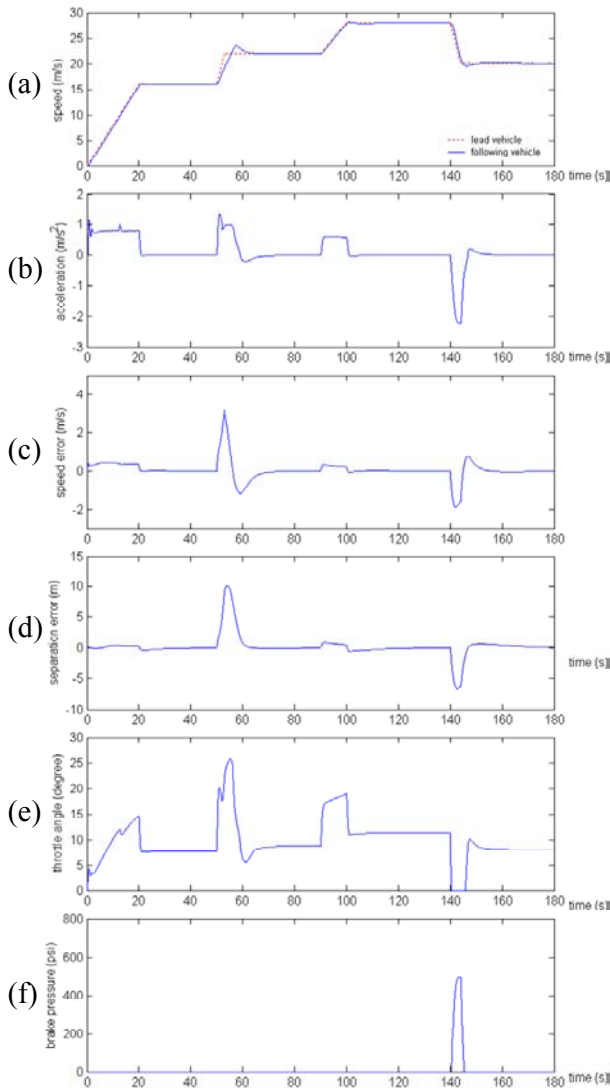 (a)
speed (m/s)
30
25
20
15
10
5
0
lead vehicle
following vehicle
0 20 40 60 80 100 120 140 160 180
time (s)]
(b)
acceleration (m/s²)
2
1
0
-1
-2
-3
0 20 40 60 80 100 120 140 160 180
time (s)]
(c)
speed error (m/s)
4
2
0
-2
0 20 40 60 80 100 120 140 160 180
time (s)]
(d)
separation error (m)
15
10
5
0
-5
-10
time (s)]
0 20 40 60 80 100 120 140 160 180
(e)
throttle angle (degree)
30
25
20
15
10
5
0
0 20 40 60 80 100 120 140 160 180
time (s)]
(f)
brake pressure (psi)
800
600
400
200
0
0 20 40 60 80 100 120 140 160 180
time (s)]